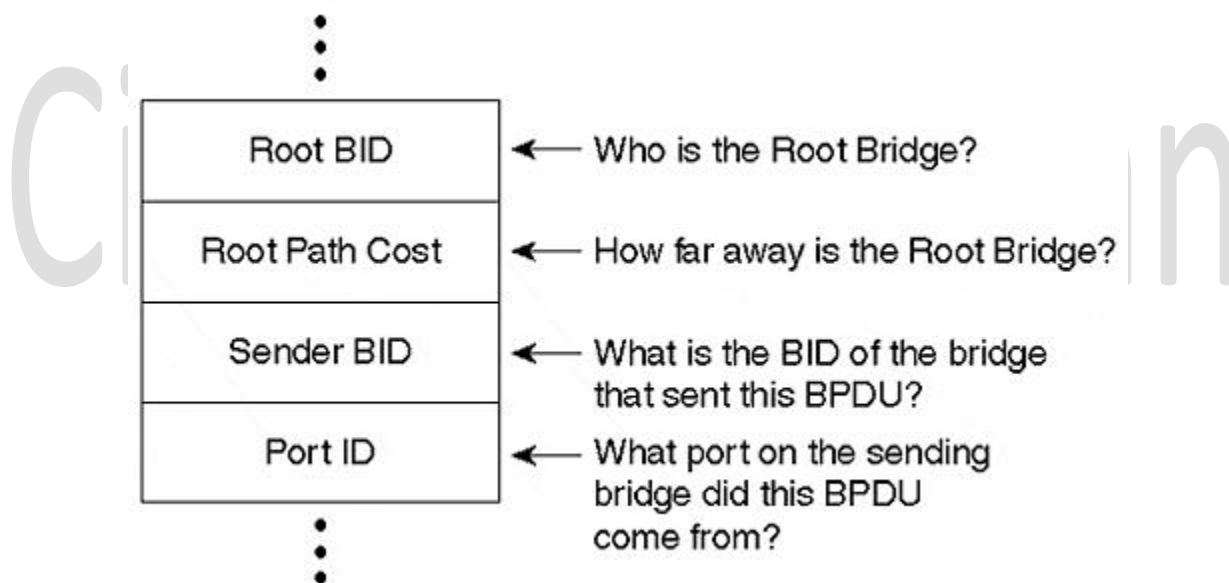 Root BID
Who is the Root Bridge?
Root Path Cost
How far away is the Root Bridge?
Sender BID
What is the BID of the bridge
that sent this BPDU?
Port ID
What port on the sending
bridge did this BPDU
come from?